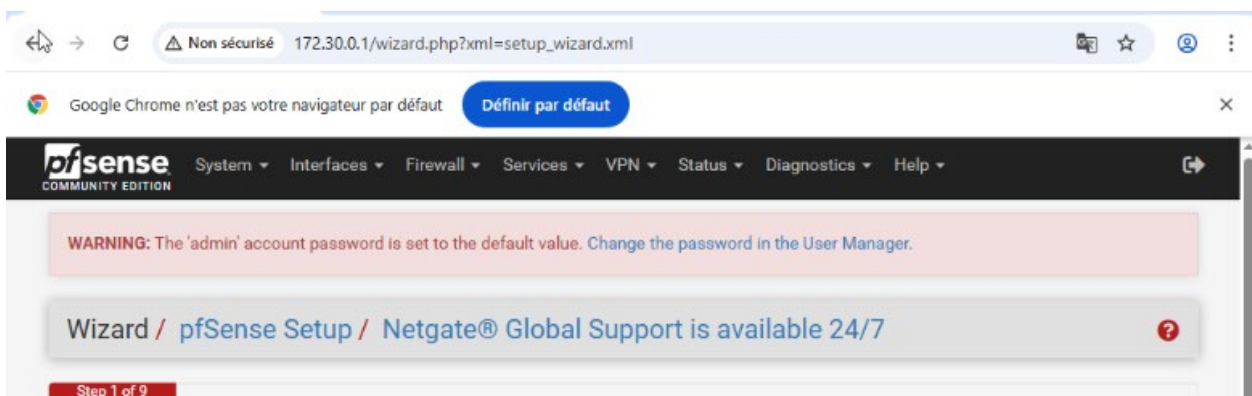 Non sécurisé 172.30.0.1/wizard.php?xml=setup_wizard.xml
Google Chrome n'est pas votre navigateur par défaut Définir par défaut
pfsense System Interfaces Firewall Services VPN Status Diagnostics Help
COMMUNITY EDITION
WARNING: The 'admin' account password is set to the default value. Change the password in the User Manager.
Wizard / pfSense Setup / Netgate® Global Support is available 24/7
Step 1 of 9